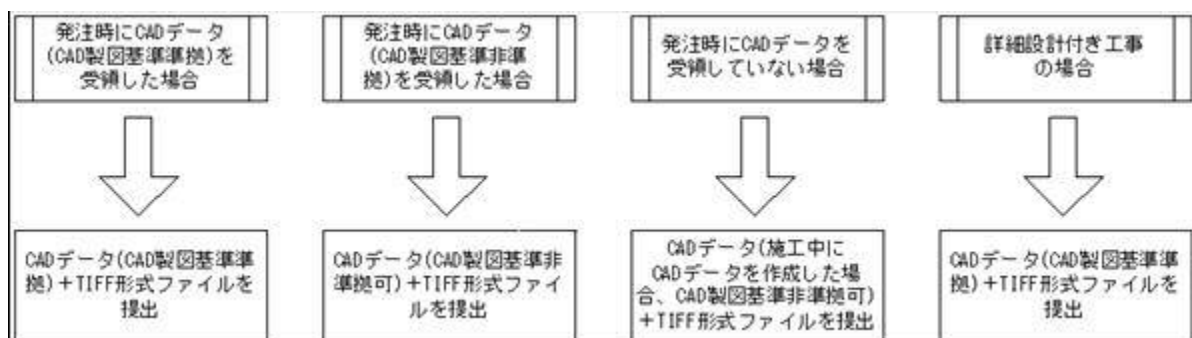 発注時にCADデータ
(CAD製図基準準拠)を
受領した場合
発注時にCADデータ
(CAD製図基準非準
拠)を受領した場合
発注時にCADデータを
受領していない場合
詳細設計付き工事
の場合
CADデータ(CAD製図基準準
拠)+TIFF形式ファイルを
提出
CADデータ(CAD製図基準非
準拠可)+TIFF形式ファイ
ルを提出
CADデータ(施工中に
CADデータを作成した場
合、CAD製図基準非準拠可)
+TIFF形式ファイルを提出
CADデータ(CAD製図基準準
拠)+TIFF形式ファイルを
提出